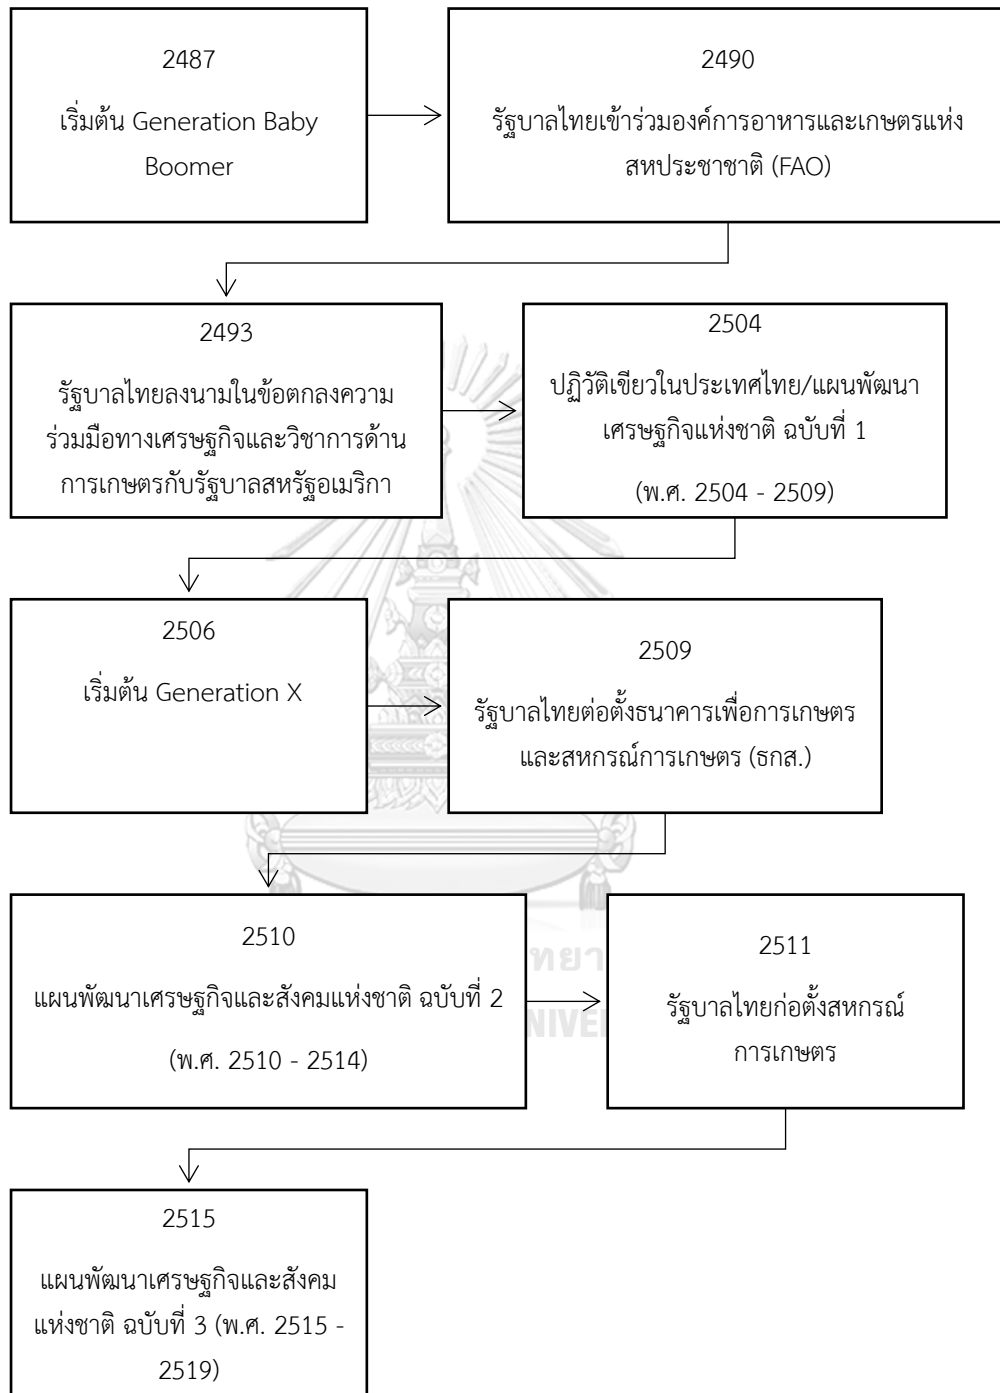 2487
เริ่มต้น Generation Baby
Boomer
2490
รัฐบาลไทยเข้าร่วมองค์การอาหารและเกษตรแห่ง
สหประชาชาติ (FAO)
2493
รัฐบาลไทยลงนามในข้อตกลงความ
ร่วมมือทางเศรษฐกิจและวิชาการด้าน
การเกษตรกับรัฐบาลสหรัฐอเมริกา
2504
ปฏิวัติเขียวในประเทศไทย/แผนพัฒนา
เศรษฐกิจแห่งชาติ ฉบับที่ 1
(พ.ศ. 2504 - 2509)
2506
เริ่มต้น Generation X
2509
รัฐบาลไทยต่อตั้งธนาคารเพื่อการเกษตร
และสหกรณ์การเกษตร (ธกส.)
2510
แผนพัฒนาเศรษฐกิจและสังคมแห่งชาติ ฉบับที่ 2
(พ.ศ. 2510 - 2514)
2511
รัฐบาลไทยก่อตั้งสหกรณ์
การเกษตร
2515
แผนพัฒนาเศรษฐกิจและสังคม
แห่งชาติ ฉบับที่ 3 (พ.ศ. 2515 -
2519)